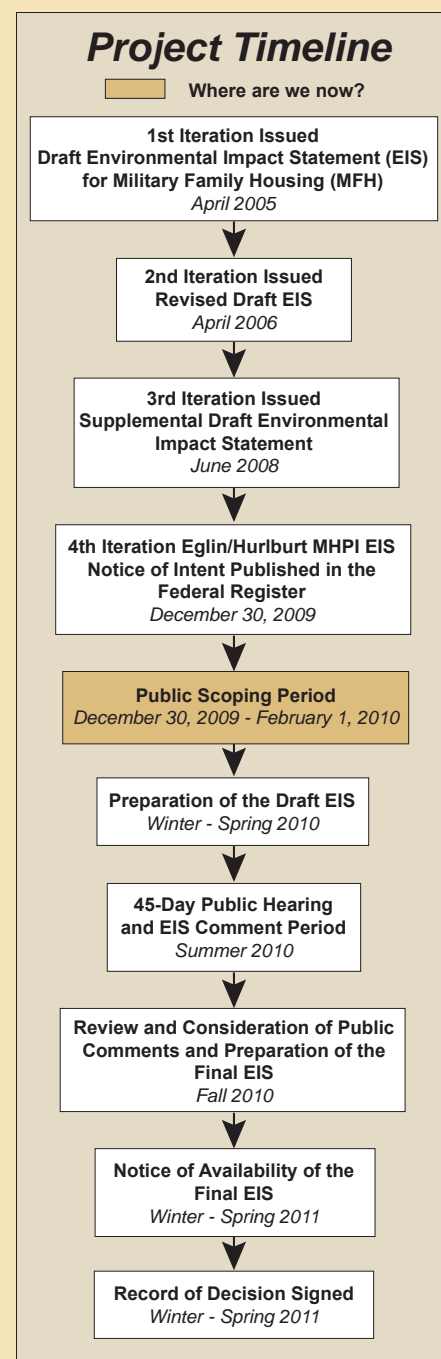 Project Timeline
Where are we now?
1st Iteration Issued
Draft Environmental Impact Statement (EIS)
for Military Family Housing (MFH)
April 2005
2nd Iteration Issued
Revised Draft EIS
April 2006
3rd Iteration Issued
Supplemental Draft Environmental
Impact Statement
June 2008
4th Iteration Eglin/Hurlburt MHPI EIS
Notice of Intent Published in the
Federal Register
December 30, 2009
Public Scoping Period
December 30, 2009 - February 1, 2010
Preparation of the Draft EIS
Winter - Spring 2010
45-Day Public Hearing
and EIS Comment Period
Summer 2010
Review and Consideration of Public
Comments and Preparation of the
Final EIS
Fall 2010
Notice of Availability of the
Final EIS
Winter - Spring 2011
Record of Decision Signed
Winter - Spring 2011